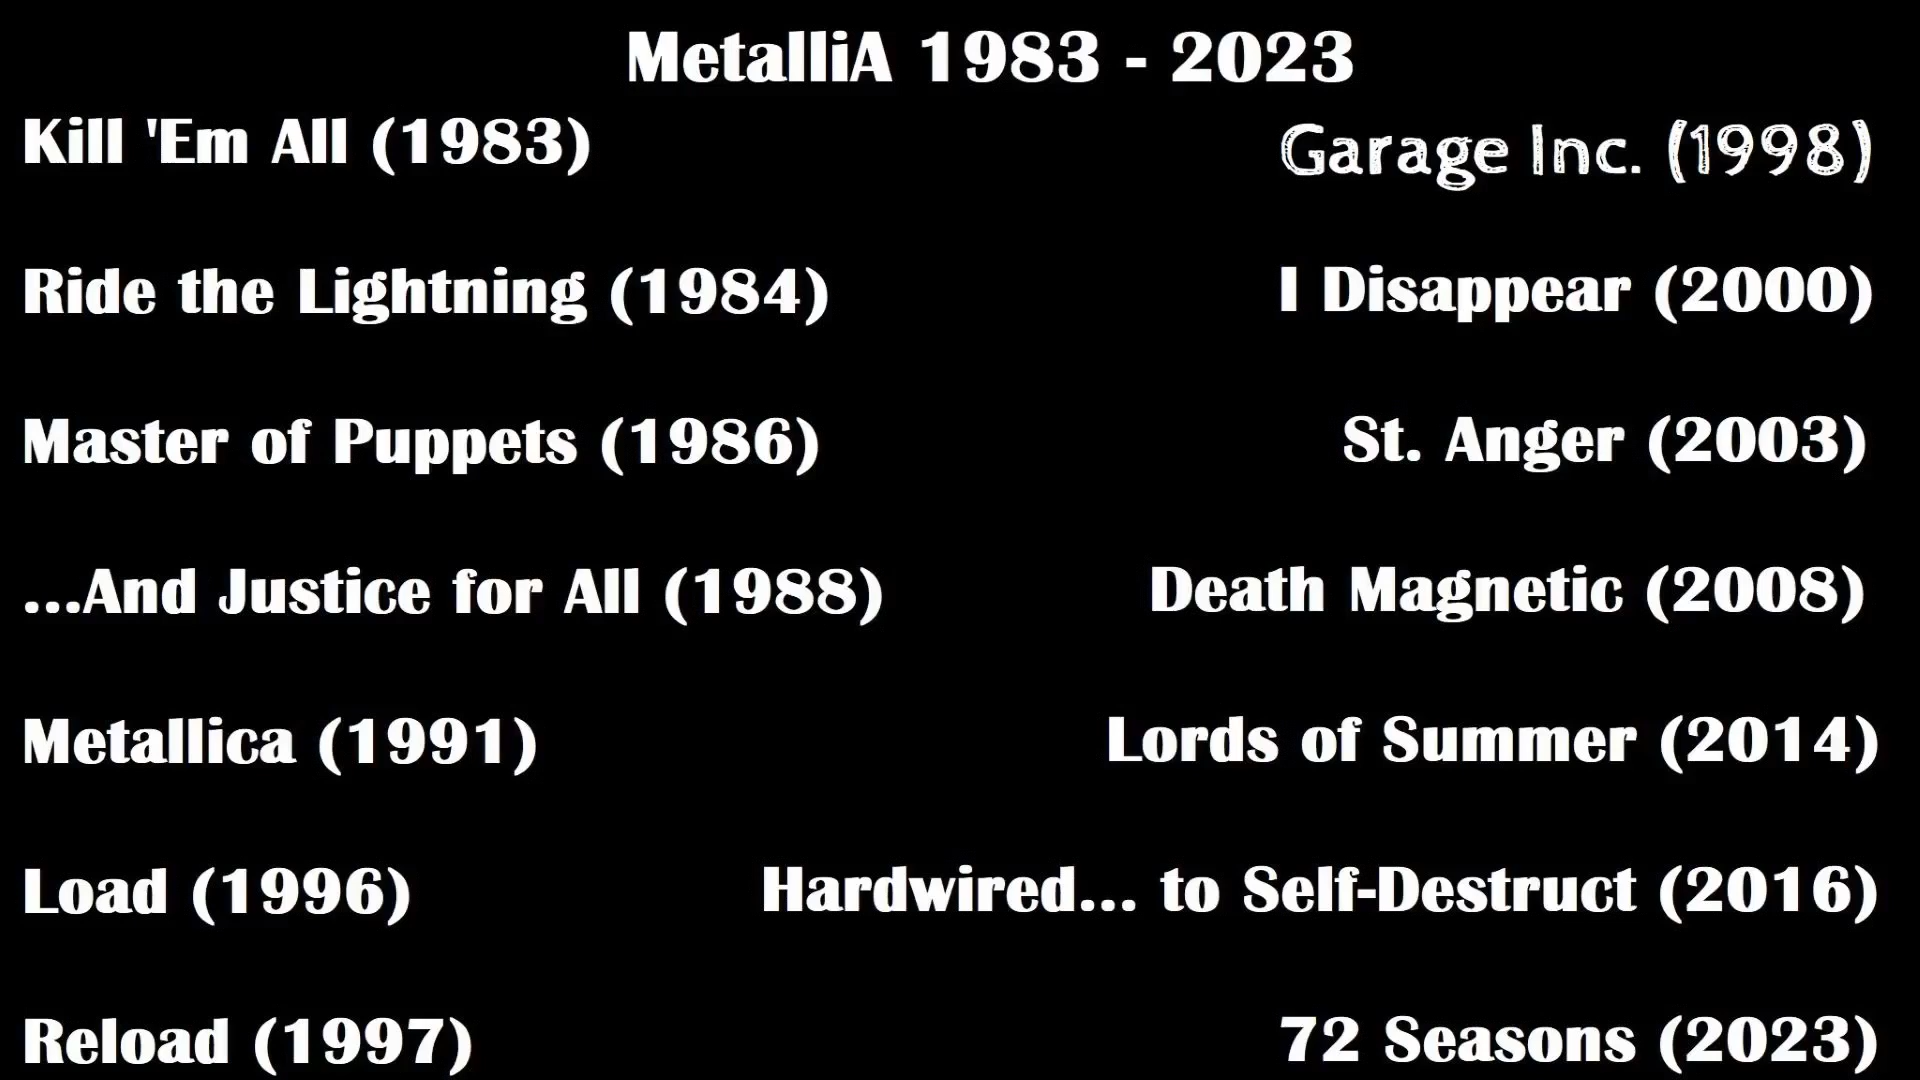 MetalliA 1983 - 2023
Kill 'Em All (1983)
Ride the Lightning (1984)
Master of Puppets (1986)
...And Justice for All (1988)
Metallica (1991)
Load (1996)
Reload (1997)
Garage Inc. (1998)
I Disappear (2000)
St. Anger (2003)
Death Magnetic (2008)
Lords of Summer (2014)
Hardwired... to Self-Destruct (2016)
72 Seasons (2023)